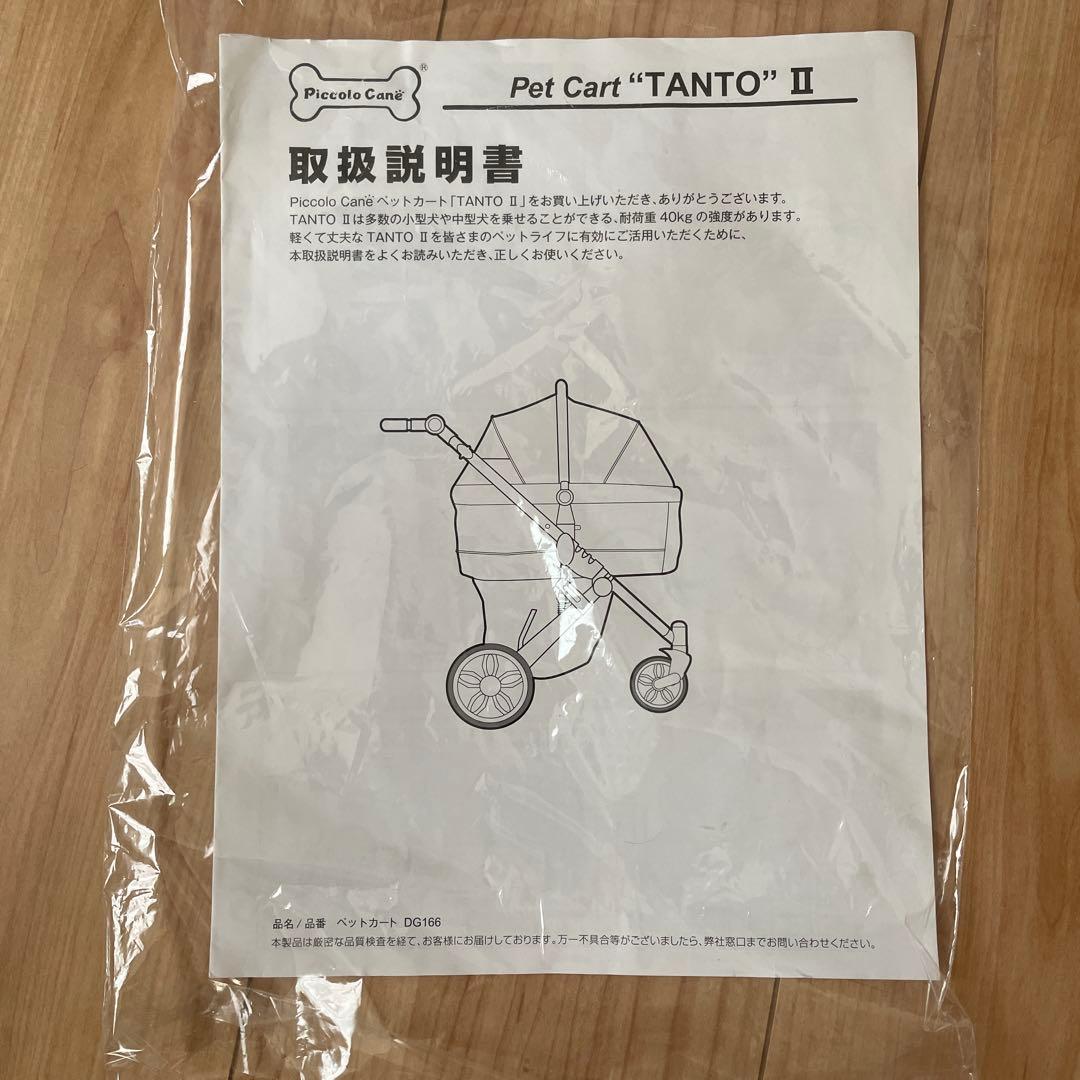 Piccolo Cane ®
Pet Cart “TANTO” Ⅱ
取扱説明書
Piccolo Cane ペットカート「TANTO Ⅱ」をお買い上げいただき、ありがとうございます。
TANTO Ⅱは多数の小型犬や中型犬を乗せることができる、耐荷重 40kg の強度があります。
軽くて丈夫な TANTO Ⅱを皆さまのペットライフに有効にご活用いただくために、
本取扱説明書をよくお読みいただき、正しくお使いください。
品名 / 品番 ペットカート DG166
本製品は厳密な品質検査を経て、お客様にお届けしております。万一不具合等がございましたら、弊社窓口までお問い合わせください。